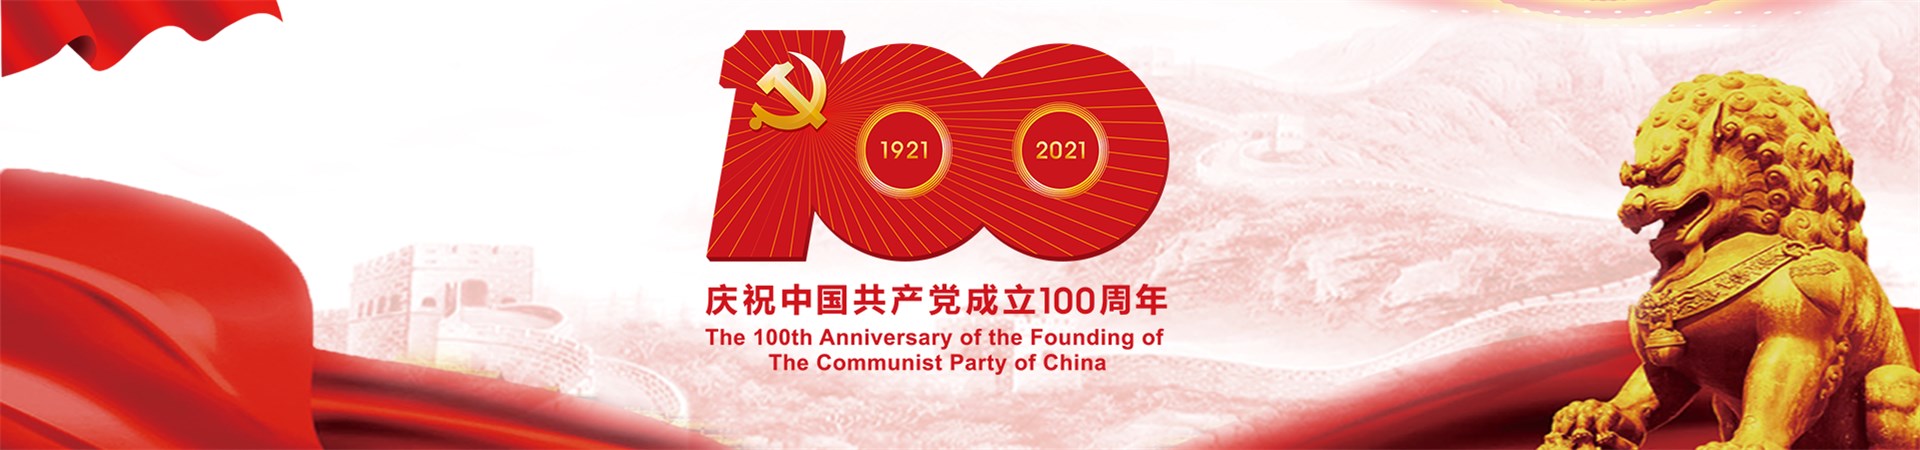 100
1921
2021
庆祝中国共产党成立100周年
The 100th Anniversary of the Founding of
The Communist Party of China